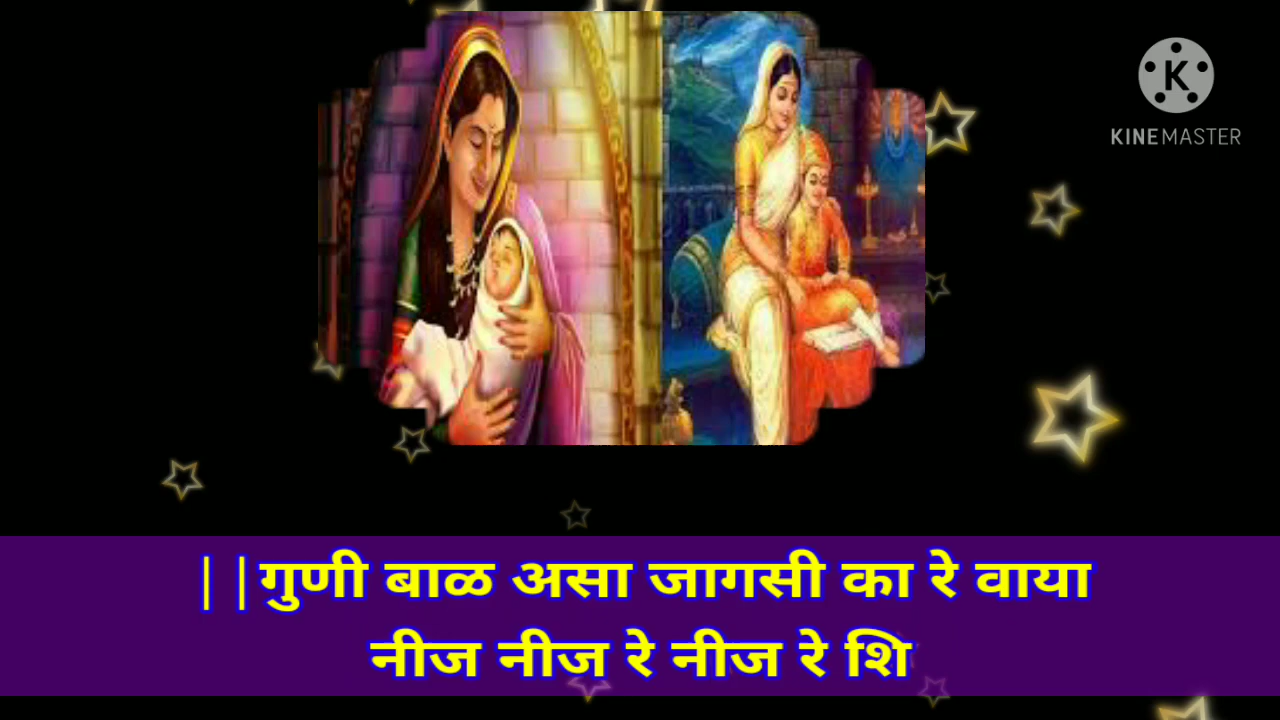 KINEMASTER
||गुणी बाळ असा जागसी का रे वाया
नीज नीज रे नीज रे शि